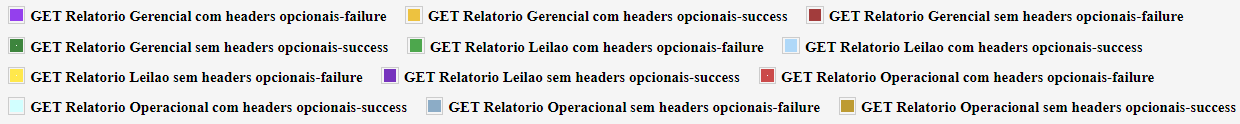 GET Relatorio Gerencial com headers opcionais-failure GET Relatorio Gerencial com headers opcionais-success GET Relatorio Gerencial sem headers opcionais-failure
GET Relatorio Gerencial sem headers opcionais-success GET Relatorio Leilao com headers opcionais-failure GET Relatorio Leilao com headers opcionais-success
GET Relatorio Leilao sem headers opcionais-failure GET Relatorio Leilao sem headers opcionais-success GET Relatorio Operacional com headers opcionais-failure
GET Relatorio Operacional com headers opcionais-success GET Relatorio Operacional sem headers opcionais-failure GET Relatorio Operacional sem headers opcionais-success